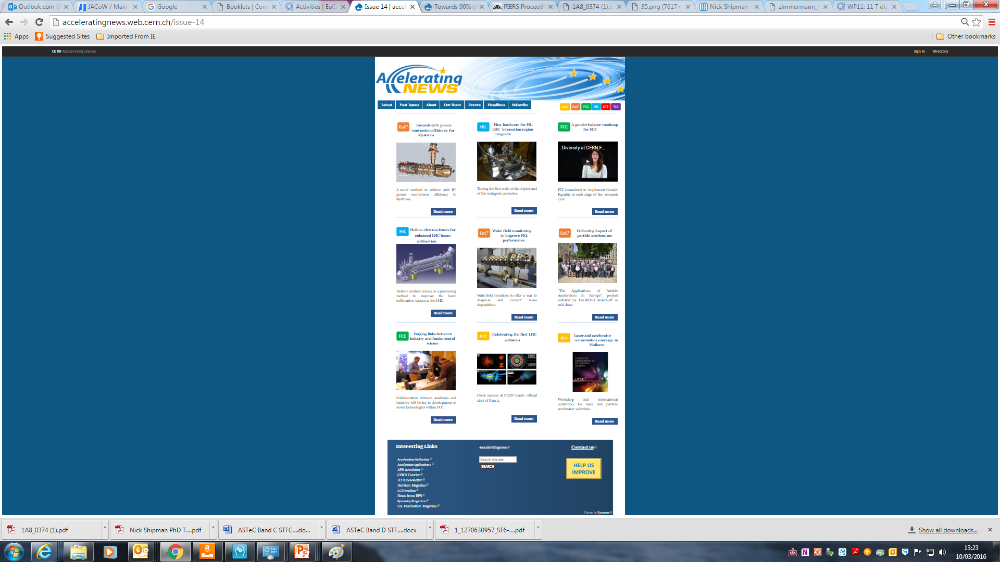 Outlook.com (
JACoW / Main
Google
Booklets | Com
Activities | EuC
Issue 14 | accel
Towards 90% p
PIERS Proceedi
1A8_0374 (1).p
35.png (7617×
Nick Shipman
zimmermann_
WP11: 11 T dip
acceleratingnews.web.cern.ch/issue-14
Apps
Suggested Sites
Imported From IE
Other bookmarks
CERN Accelerating science
Sign in
Directory
Accelerating
NEWS
Latest
Past Issues
About
Our Team
Events
Headlines
Subscribe
Acc
EuC²
FCC
HiL
KTT
TIA
EuC²
Towards 90% power
conversion efficiency for
klystrons
A novel method to achieve 90% RF
power conversion efficiency in
klystrons.
Read more
HiL
First hardware for HL-
LHC interaction region
magnets
Testing the first coils of the triplet and
of the sextupole corrector.
Read more
FCC
A gender balance roadmap
for FCC
Diversity at CERN F...
FCC committed to implement Gender
Equality at each stage of the research
cycle.
Read more
HiL
Hollow electron lenses for
enhanced LHC beam
collimation
Hollow electron lenses as a promising
method to improve the beam
collimation system at the LHC.
Read more
EuC²
Wake field monitoring
to improve FEL
performance
Wake field monitors to offer a way to
diagnose and correct beam
degradation.
Read more
EuC²
Delivering impact of
particle accelerators
"The Applications of Particle
Accelerators in Europe" project
initiated by EuCARD-2 kicked-off in
mid-June.
Read more
FCC
Forging links between
industry and fundamental
science
Collaboration between academia and
industry will be key to development of
novel technologies within FCC.
Read more
Acc
Celebrating the first LHC
collisions
Great success at CERN marks official
start of Run 2.
Read more
Acc
Laser and accelerator
communities converge in
Mallorca
LAsers for
Applications at
Accelerator
facilities
LA3NET
Workshop and international
conference for laser and particle
accelerator scientists.
Read more
Interesting Links
Accelerators for Society
Accelerator Applications
APS newsletter
CERN Courier
ICFA newsletter
Horizon Magazine
LC Newsline
News from EPS
Symmetry Magazine
UK Fascination Magazine
#acceleratingnews
Search this site
SEARCH
Contact us
HELP US
IMPROVE
Theme by Zyxware
1A8_0374 (1).pdf
Nick Shipman PhD T....pdf
ASTeC Band C STFC....do...
ASTeC Band D STF....docx
1_1270630957_SF6-....pdf
Show all downloads...
13:23
10/03/2016